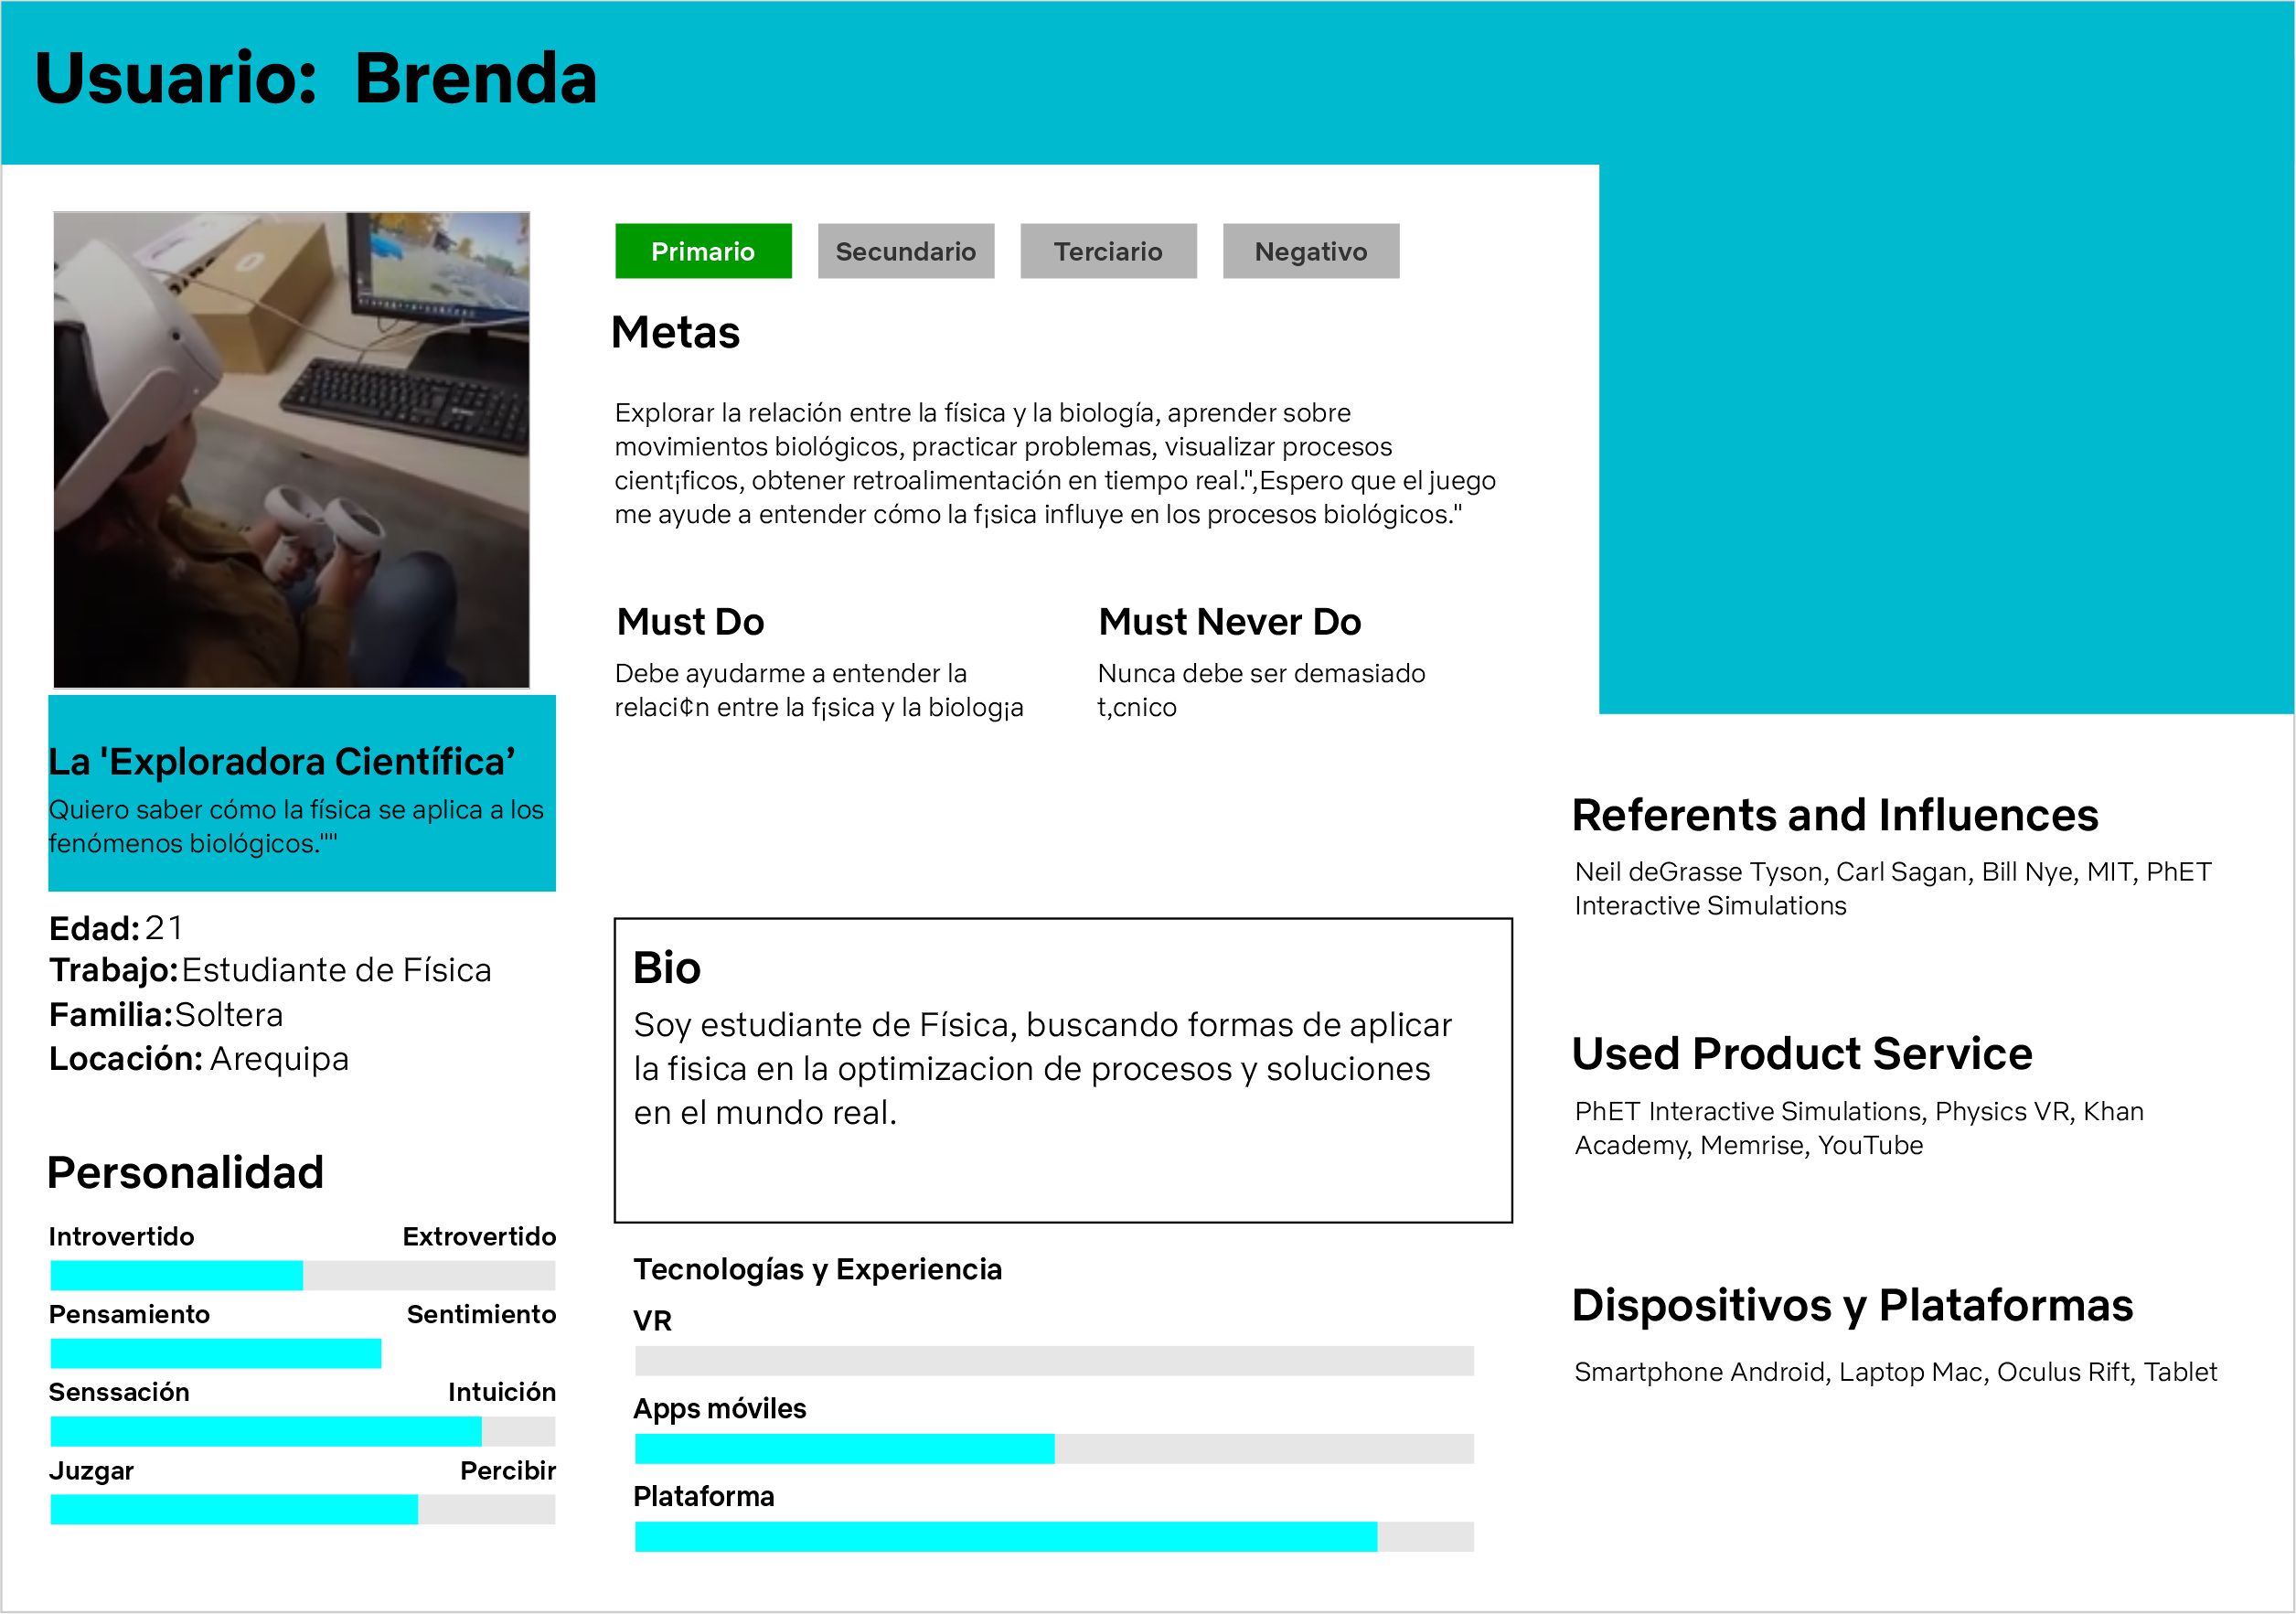 Usuario: Brenda
Primario
Secundario
Terciario
Negativo
Metas
Explorar la relación entre la física y la biología, aprender sobre
movimientos biológicos, practicar problemas, visualizar procesos
cient¡ficos, obtener retroalimentación en tiempo real.",Espero que el juego
me ayude a entender cómo la f¡sica influye en los procesos biológicos."
Must Do
Debe ayudarme a entender la
relaci¢n entre la f¡sica y la biolog¡a
Must Never Do
Nunca debe ser demasiado
t‚cnico
La 'Exploradora Científica’
Quiero saber cómo la física se aplica a los
fenómenos biológicos.""
Edad: 21
Trabajo: Estudiante de Física
Familia: Soltera
Locación: Arequipa
Personalidad
Introvertido Extrovertido
Pensamiento Sentimiento
Senssación Intuición
Juzgar Percibir
Bio
Soy estudiante de Física, buscando formas de aplicar
la fisica en la optimizacion de procesos y soluciones
en el mundo real.
Tecnologías y Experiencia
VR
Apps móviles
Plataforma
Referents and Influences
Neil deGrasse Tyson, Carl Sagan, Bill Nye, MIT, PhET
Interactive Simulations
Used Product Service
PhET Interactive Simulations, Physics VR, Khan
Academy, Memrise, YouTube
Dispositivos y Plataformas
Smartphone Android, Laptop Mac, Oculus Rift, Tablet